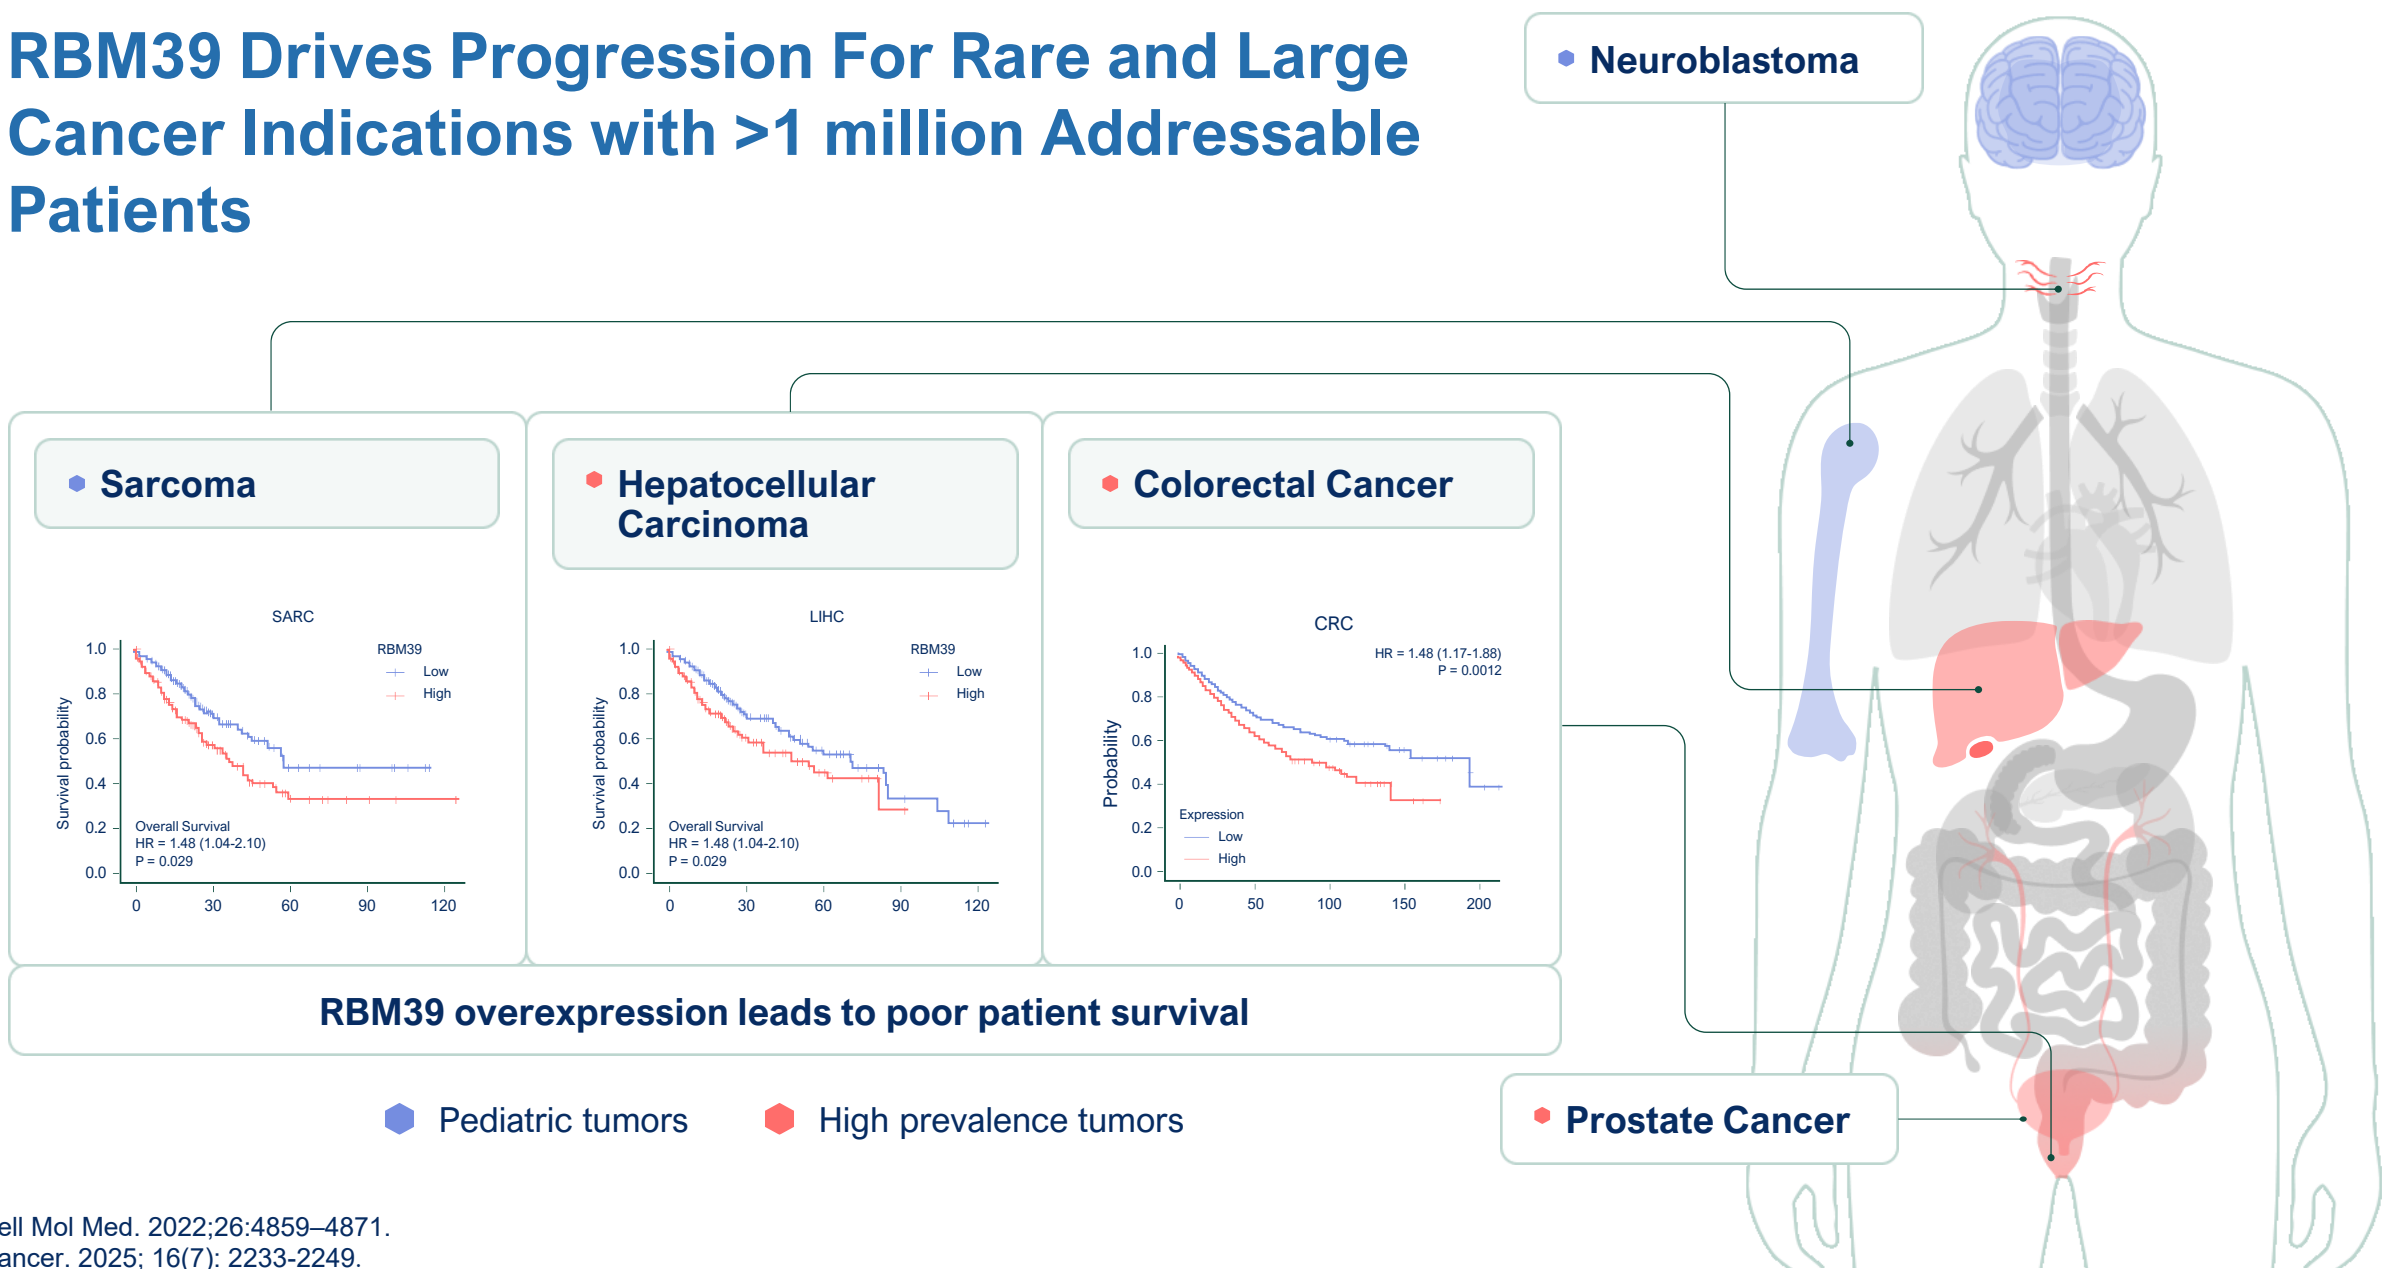 RBM39 Drives Progression For Rare and Large
Cancer Indications with >1 million Addressable
Patients
Neuroblastoma
Sarcoma
Hepatocellular
Carcinoma
Colorectal Cancer
SARC
RBM39
Low
High
Survival probability
1.0
0.8
0.6
0.4
0.2
0.0
Overall Survival
HR = 1.48 (1.04-2.10)
P = 0.029
0 30 60 90 120
LIHC
RBM39
Low
High
Survival probability
1.0
0.8
0.6
0.4
0.2
0.0
Overall Survival
HR = 1.48 (1.04-2.10)
P = 0.029
0 30 60 90 120
CRC
HR = 1.48 (1.17-1.88)
P = 0.0012
Probability
1.0
0.8
0.6
0.4
0.2
0.0
Expression
Low
High
0 50 100 150 200
RBM39 overexpression leads to poor patient survival
Pediatric tumors
High prevalence tumors
Prostate Cancer
ell Mol Med. 2022;26:4859–4871.
ancer. 2025; 16(7): 2233-2249.